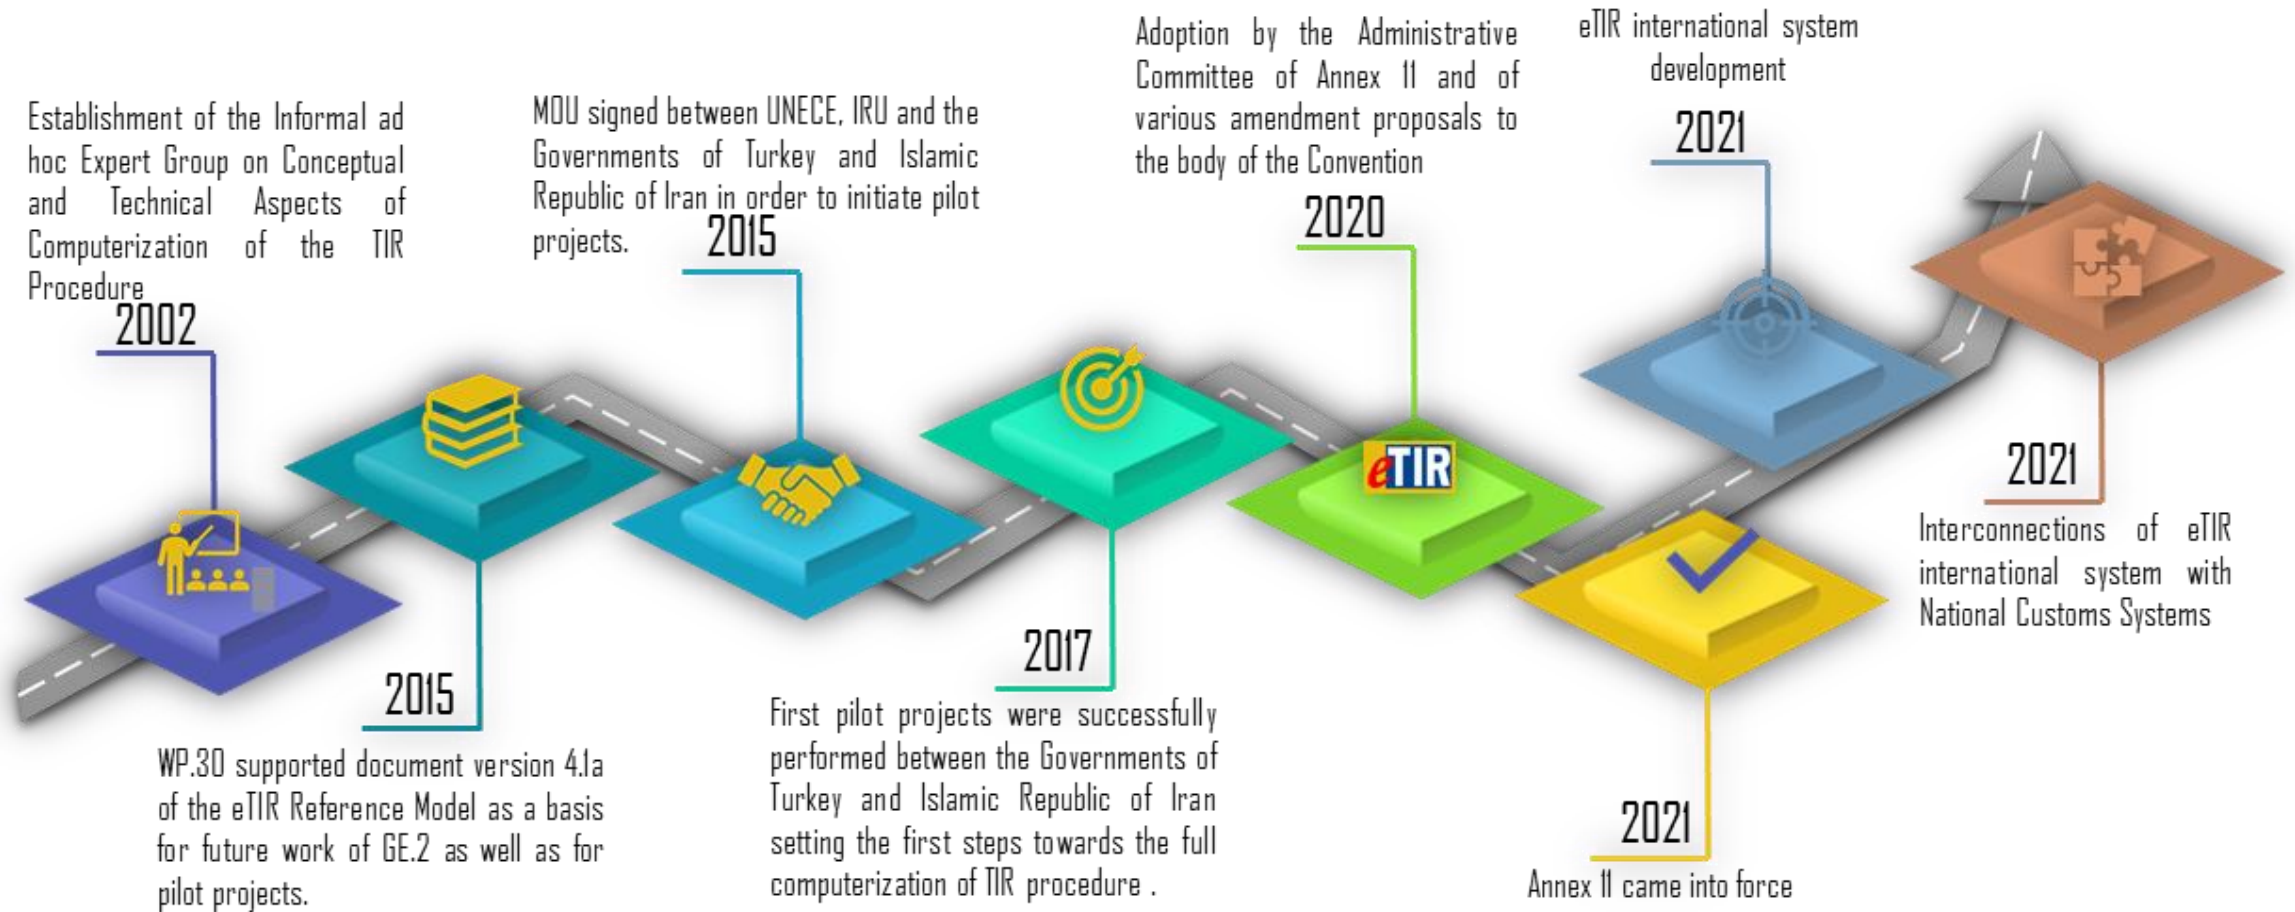 Establishment of the Informal ad
hoc Expert Group on Conceptual
and Technical Aspects of
Computerization of the TIR
Procedure
2002
2015
WP.30 supported document version 4.1a
of the eTIR Reference Model as a basis
for future work of GE.2 as well as for
pilot projects.
MOU signed between UNECE, IRU and the
Governments of Turkey and Islamic
Republic of Iran in order to initiate pilot
projects.
2015
2017
First pilot projects were successfully
performed between the Governments of
Turkey and Islamic Republic of Iran
setting the first steps towards the full
computerization of TIR procedure .
Adoption by the Administrative
Committee of Annex 11 and of
various amendment proposals to
the body of the Convention
2020
eTIR
2021
Annex 11 came into force
eTIR international system
development
2021
2021
Interconnections of eTIR
international system with
National Customs Systems